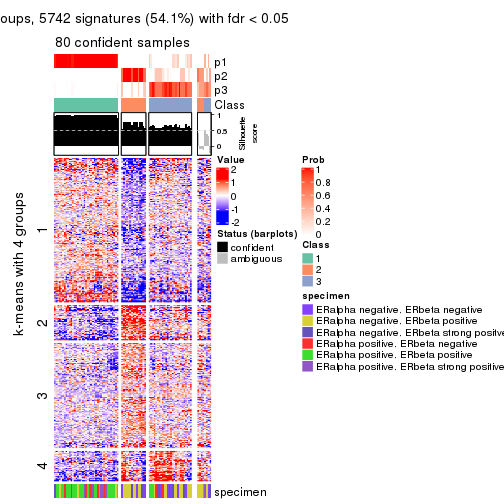 oups, 5742 signatures (54.1%) with fdr < 0.05
80 confident samples
p1
p2
p3
Class
1
0.5
0
Silhouette
score
k-means with 4 groups
1
2
3
4
specimen
Value
2
1
0
-1
-2
Status (barplots)
confident
ambiguous
Prob
1
0.8
0.6
0.4
0.2
0
Class
1
2
3
specimen
ERalpha negative. ERbeta negative
ERalpha negative. ERbeta positive
ERalpha negative. ERbeta strong positive
ERalpha positive. ERbeta negative
ERalpha positive. ERbeta positive
ERalpha positive. ERbeta strong positive